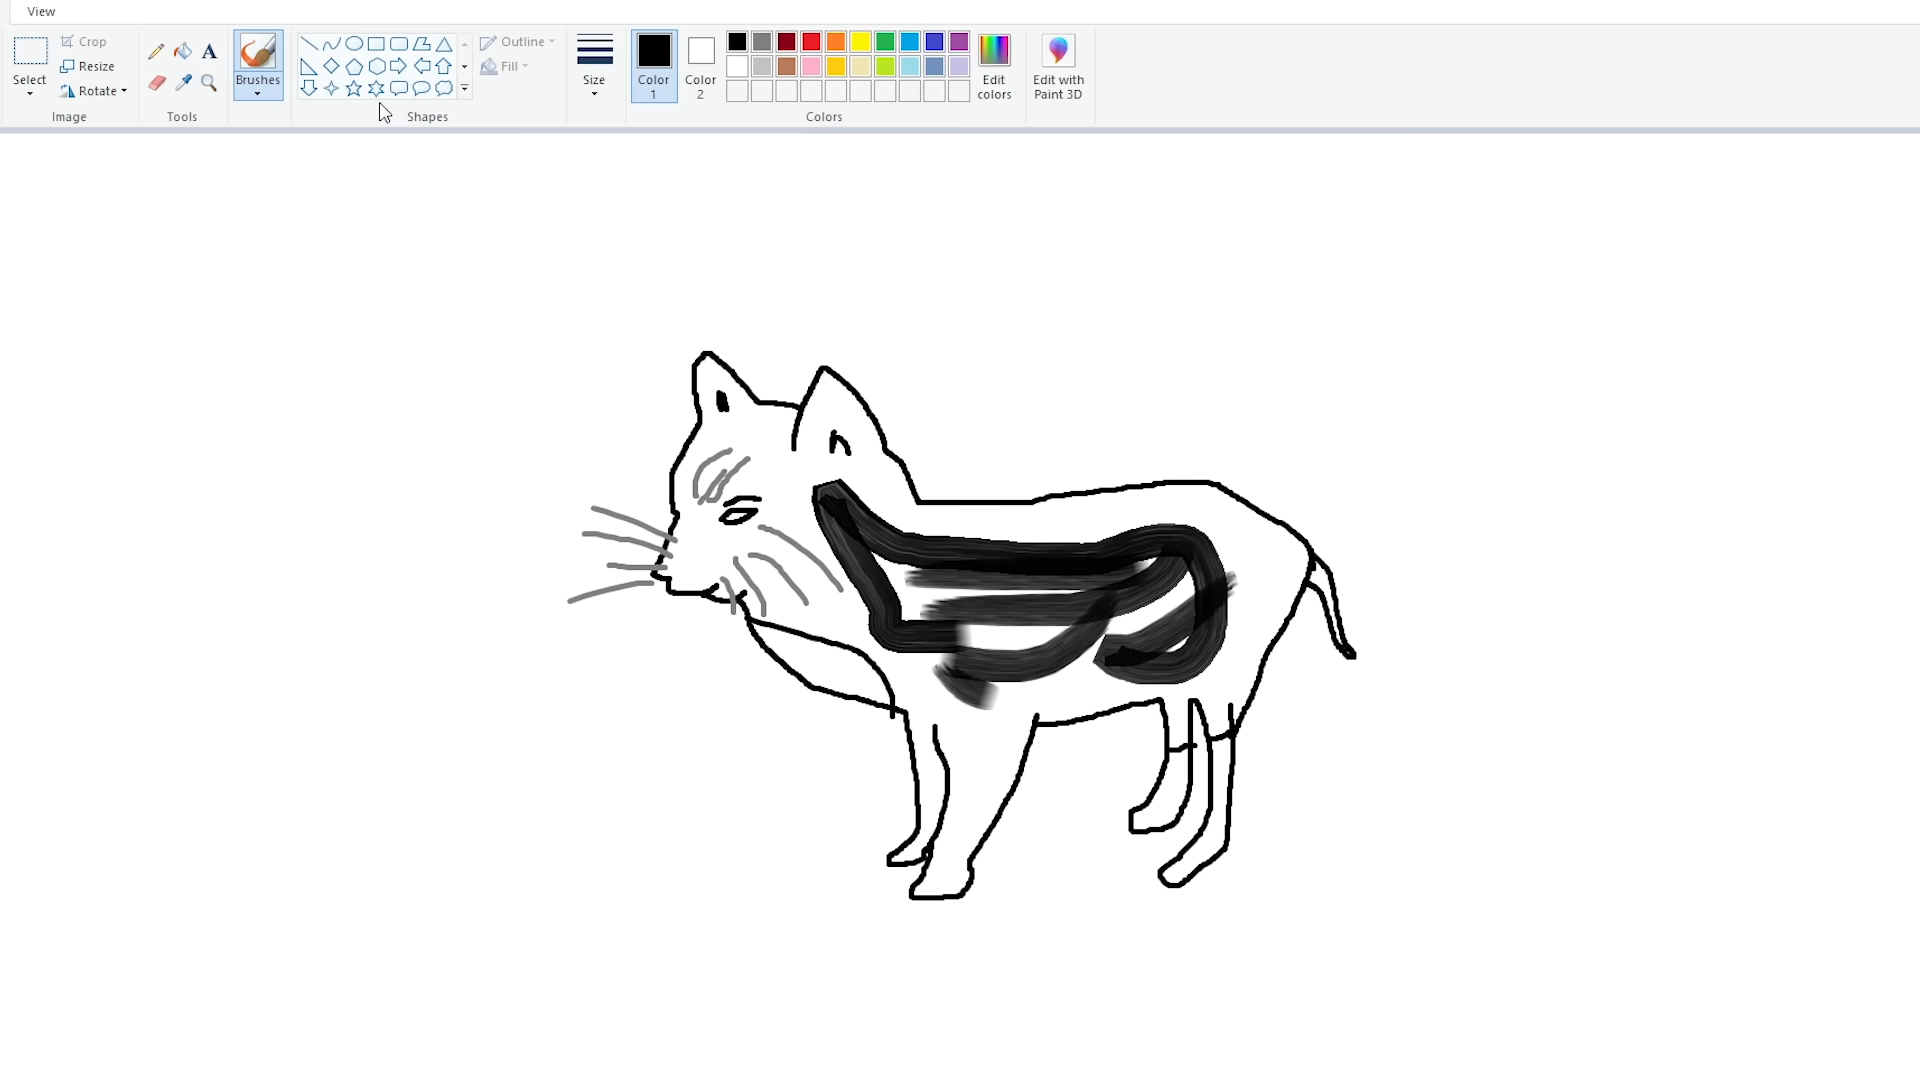 View
Crop
Select
Resize
Rotate
Image
A
Tools
Brushes
Outline
Fill
Shapes
Size
Color
1
Color
2
Edit
colors
Colors
Edit with
Paint 3D